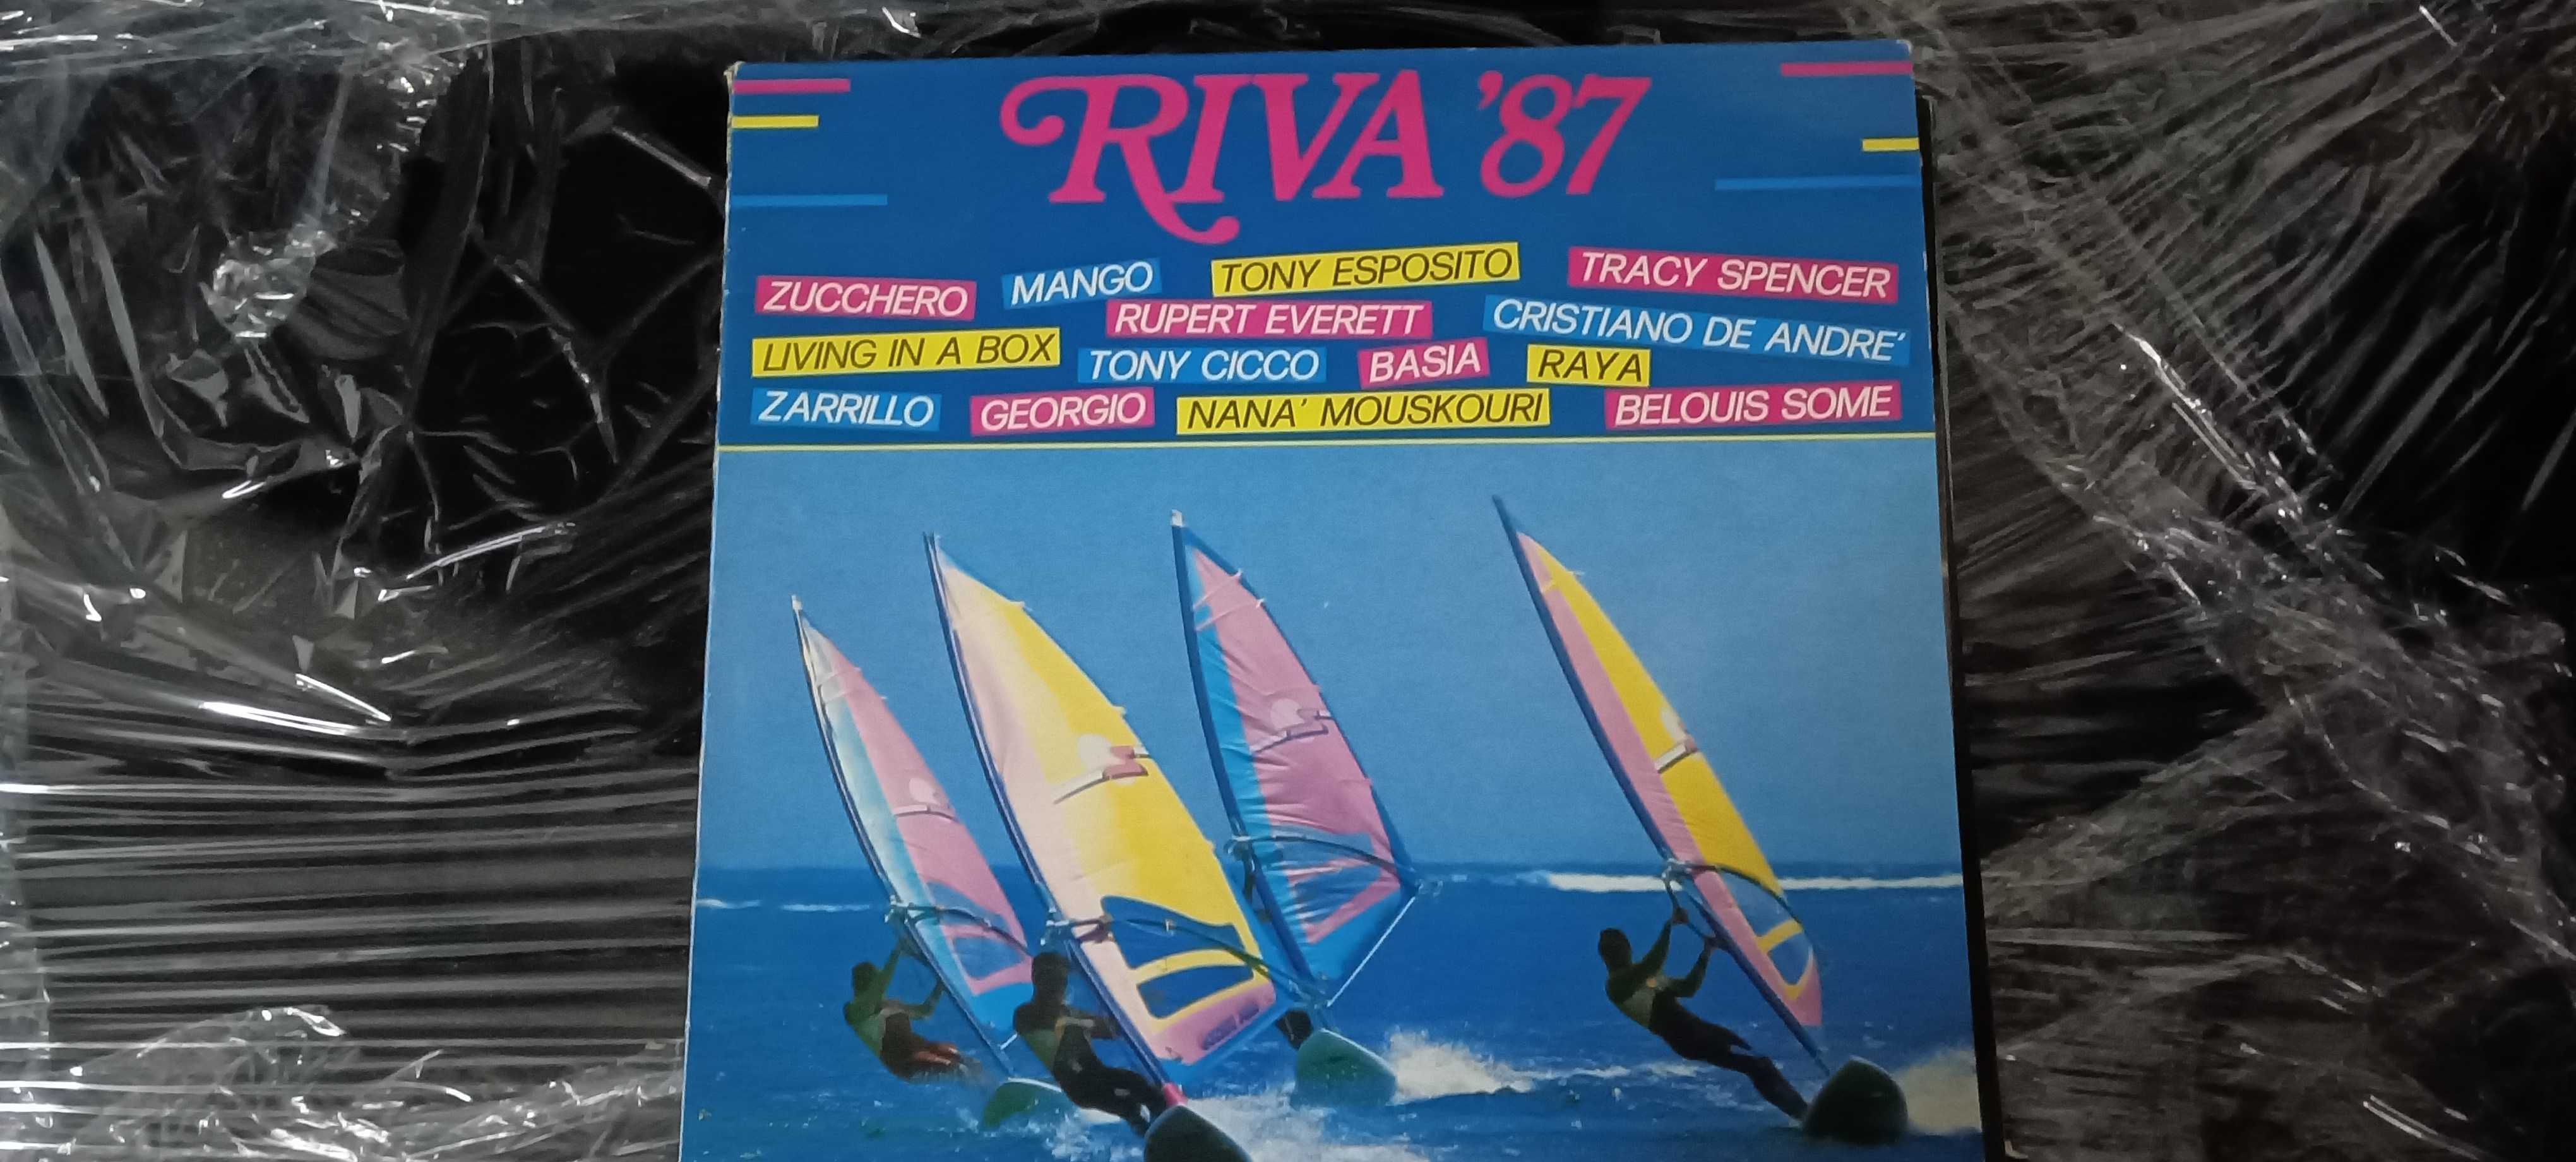 RIVA '87
ZUCCHERO MANGO TONY ESPOSITO TRACY SPENCER
RUPERT EVERETT CRISTIANO DE ANDRE'
LIVING IN A BOX TONY CICCO BASIA RAYA
ZARRILLO GEORGIO NANA' MOUSKOURI BELOUIS SOME